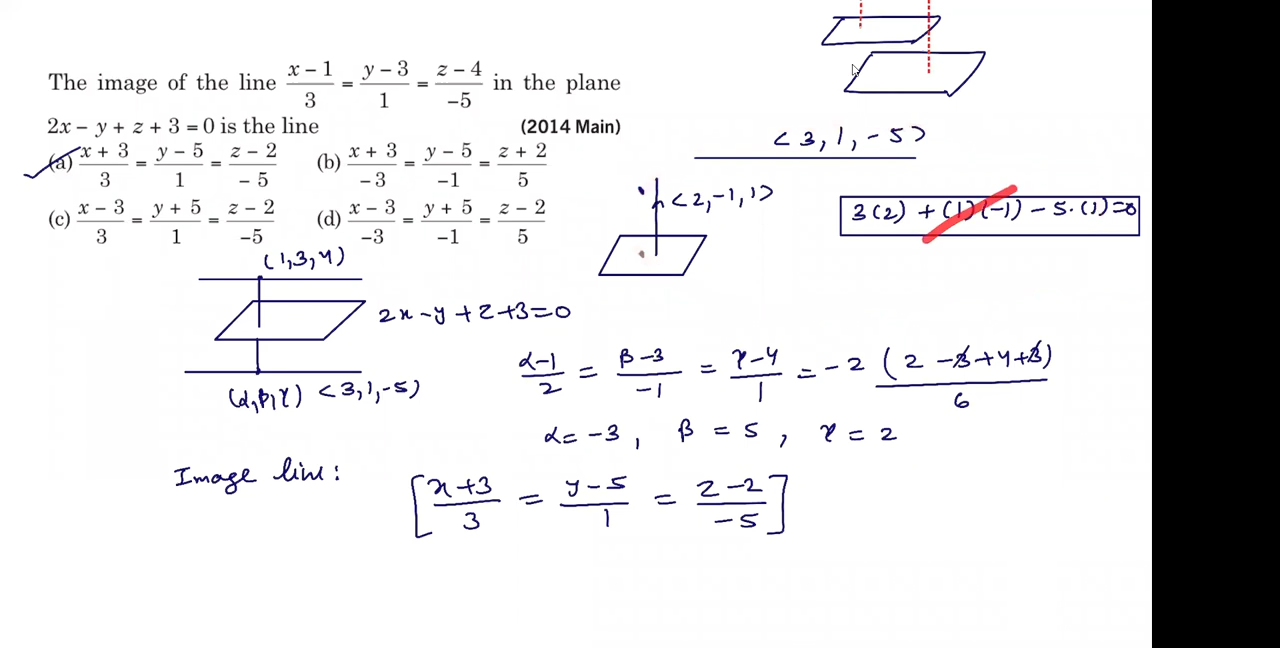 The image of the line (x − 1)/3 = (y − 3)/1 = (z − 4)/−5 in the plane
2x − y + z + 3 = 0 is the line (2014 Main)
(a) (x + 3)/3 = (y − 5)/1 = (z − 2)/−5 (b) (x + 3)/−3 = (y − 5)/−1 = (z + 2)/5
(c) (x − 3)/3 = (y + 5)/1 = (z − 2)/−5 (d) (x − 3)/−3 = (y + 5)/−1 = (z − 2)/5
< 3, 1, −5 >
< 2, −1, 1 >
3(2) + (1)(−1) − 5·(1) = 0
(1, 3, 4)
2x − y + z + 3 = 0
(α, β, γ) < 3, 1, −5 >
(α−1)/2 = (β−3)/−1 = (γ−4)/1 = −2 (2 − 3 + 4 + 3)/6
α = −3, β = 5, γ = 2
Image line:
[(x+3)/3 = (y−5)/1 = (z−2)/−5]